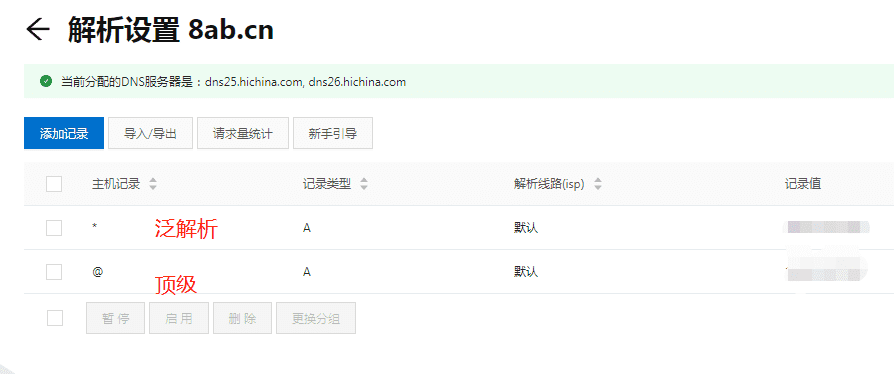 解析设置 8ab.cn
当前分配的DNS服务器是：dns25.hichina.com, dns26.hichina.com
添加记录 导入/导出 请求量统计 新手引导
主机记录 记录类型 解析线路(isp) 记录值
* 泛解析 A 默认
@ 顶级 A 默认
暂停 启用 删除 更换分组